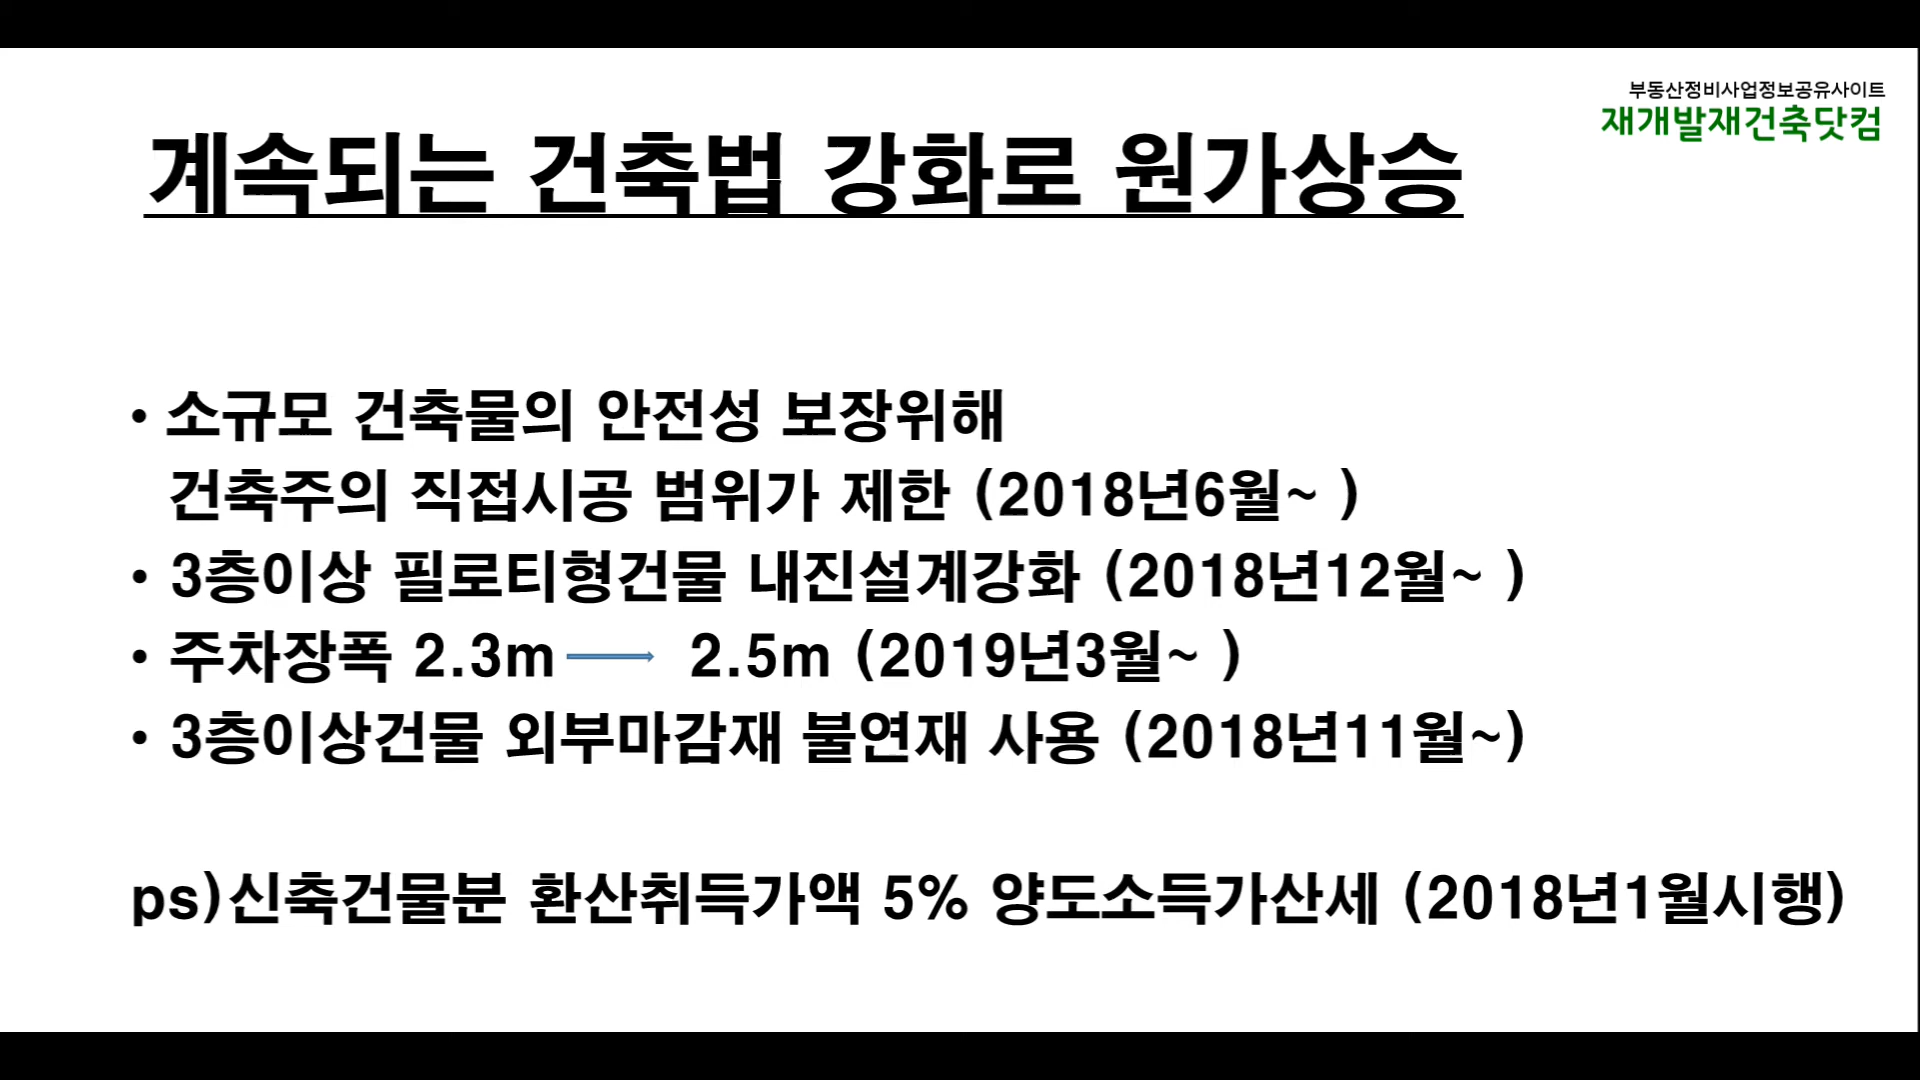 부동산정비사업정보공유사이트
재개발재건축닷컴
계속되는 건축법 강화로 원가상승
• 소규모 건축물의 안전성 보장위해
건축주의 직접시공 범위가 제한 (2018년6월~ )
• 3층이상 필로티형건물 내진설계강화 (2018년12월~ )
• 주차장폭 2.3m → 2.5m (2019년3월~ )
• 3층이상건물 외부마감재 불연재 사용 (2018년11월~)
ps)신축건물분 환산취득가액 5% 양도소득가산세 (2018년1월시행)